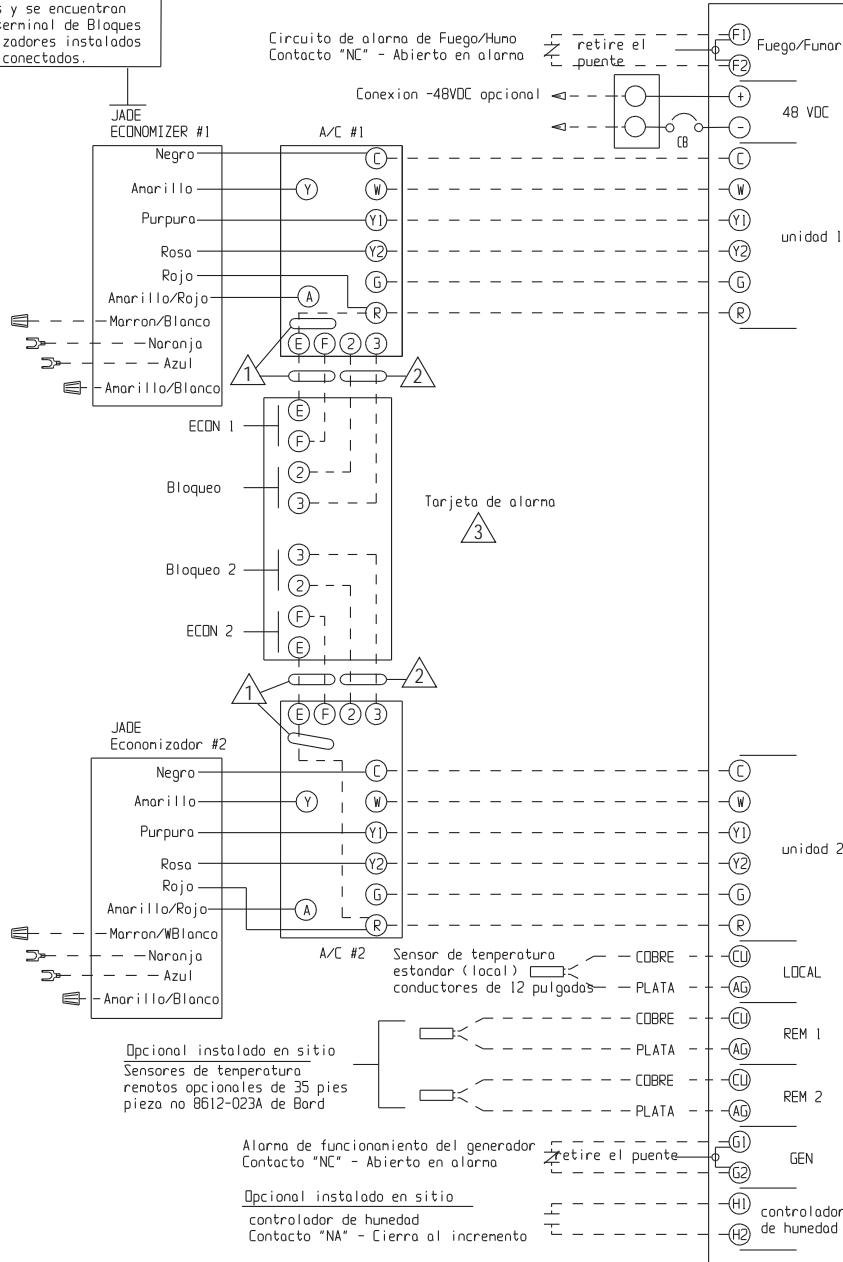 s y se encuentran
erminal de Bloques
izadores instalados
conectados.
Circuito de alarma de Fuego/Humo
Contacto "NC" - Abierto en alarma
retire el
puente
F1
F2
Fuego/Fumar
Conexion -48VDC opcional
CB
+
-
48 VDC
JADE
ECONOMIZER #1
A/C #1
Negro
Amarillo
Purpura
Rosa
Rojo
Amarillo/Rojo
Marron/Blanco
Naranja
Azul
Amarillo/Blanco
Y
A
C
W
Y1
Y2
G
R
E F 2 3
C
W
Y1
Y2
G
R
unidad 1
1
2
ECON 1
E
F
Bloqueo
2
3
Tarjeta de alarma
3
Bloqueo 2
3
2
ECON 2
F
E
1
2
E F 2 3
JADE
Economizador #2
Negro
Amarillo
Purpura
Rosa
Rojo
Amarillo/Rojo
Marron/WBlanco
Naranja
Azul
Amarillo/Blanco
Y
A
C
W
Y1
Y2
G
R
A/C #2
C
W
Y1
Y2
G
R
unidad 2
Sensor de temperatura
estandar (local)
conductores de 12 pulgadas
COBRE
PLATA
CU
AG
LOCAL
COBRE
PLATA
CU
AG
REM 1
COBRE
PLATA
CU
AG
REM 2
Opcional instalado en sitio
Sensores de temperatura
remotos opcionales de 35 pies
pieza no 8612-023A de Bard
Alarma de funcionamiento del generador
Contacto "NC" - Abierto en alarma
retire el puente
G1
G2
GEN
Opcional instalado en sitio
controlador de humedad
Contacto "NA" - Cierra al incremento
H1
H2
controlador
de humedad